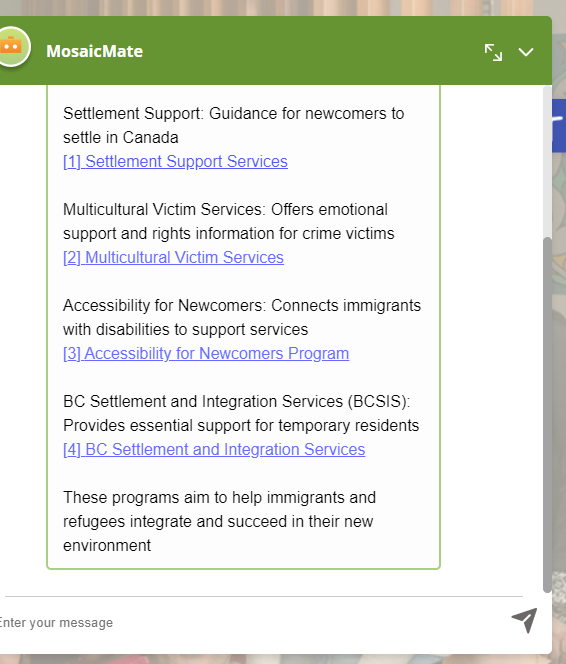 MosaicMate
Settlement Support: Guidance for newcomers to
settle in Canada
[1] Settlement Support Services
Multicultural Victim Services: Offers emotional
support and rights information for crime victims
[2] Multicultural Victim Services
Accessibility for Newcomers: Connects immigrants
with disabilities to support services
[3] Accessibility for Newcomers Program
BC Settlement and Integration Services (BCSIS):
Provides essential support for temporary residents
[4] BC Settlement and Integration Services
These programs aim to help immigrants and
refugees integrate and succeed in their new
environment
Enter your message